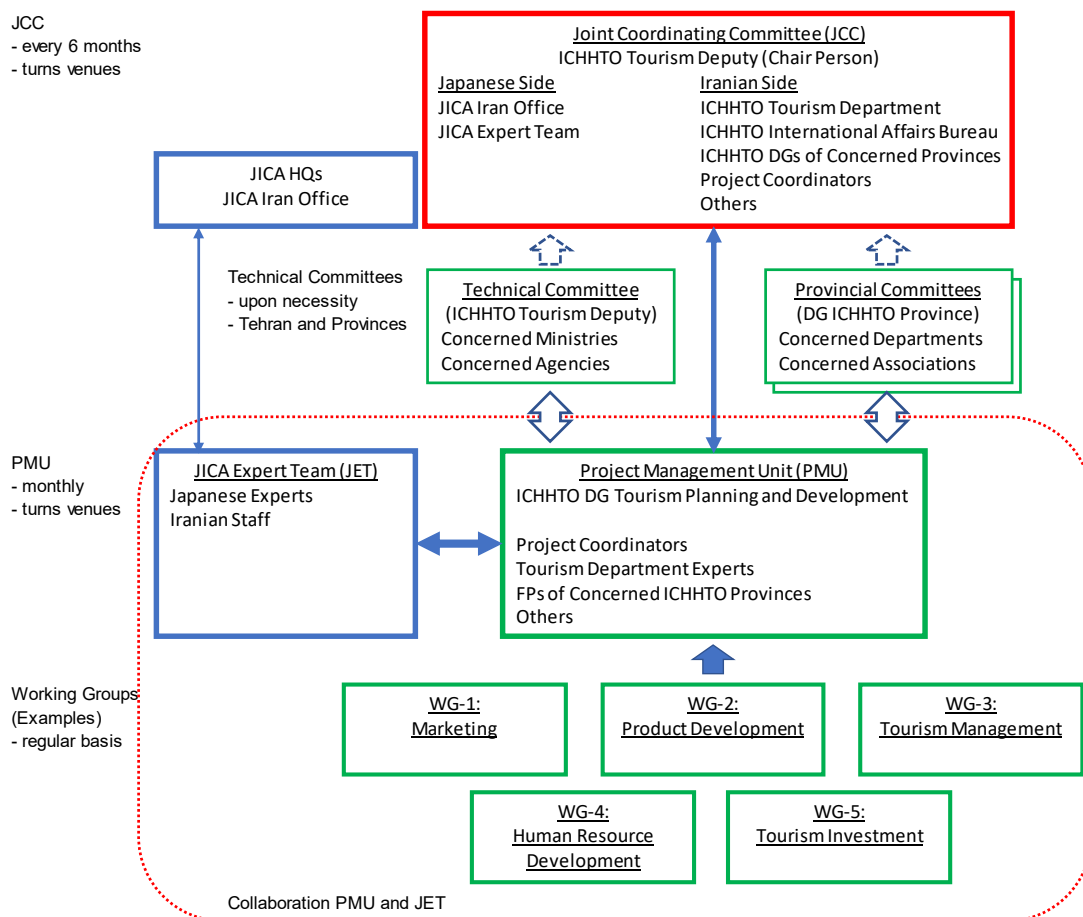 JCC
- every 6 months
- turns venues
Joint Coordinating Committee (JCC)
ICHHTO Tourism Deputy (Chair Person)
Japanese Side
JICA Iran Office
JICA Expert Team
Iranian Side
ICHHTO Tourism Department
ICHHTO International Affairs Bureau
ICHHTO DGs of Concerned Provinces
Project Coordinators
Others
JICA HQs
JICA Iran Office
Technical Committees
- upon necessity
- Tehran and Provinces
Technical Committee
(ICHHTO Tourism Deputy)
Concerned Ministries
Concerned Agencies
Provincial Committees
(DG ICHHTO Province)
Concerned Departments
Concerned Associations
PMU
- monthly
- turns venues
JICA Expert Team (JET)
Japanese Experts
Iranian Staff
Project Management Unit (PMU)
ICHHTO DG Tourism Planning and Development
Project Coordinators
Tourism Department Experts
FPs of Concerned ICHHTO Provinces
Others
Working Groups
(Examples)
- regular basis
WG-1:
Marketing
WG-2:
Product Development
WG-3:
Tourism Management
WG-4:
Human Resource
Development
WG-5:
Tourism Investment
Collaboration PMU and JET